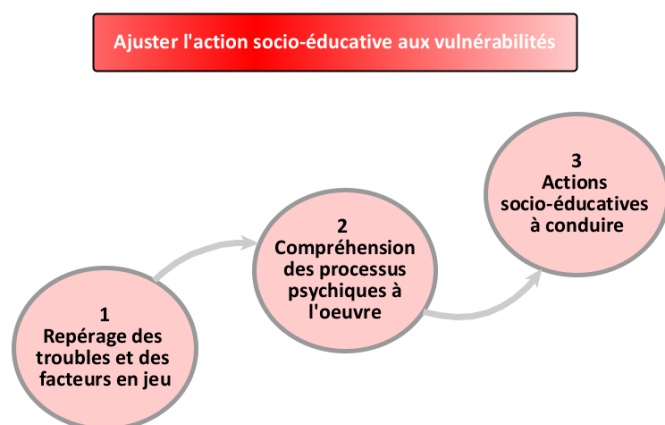 Ajuster l'action socio-éducative aux vulnérabilités
1
Repérage des
troubles et des
facteurs en jeu
2
Compréhension
des processus
psychiques à
l'oeuvre
3
Actions
socio-éducatives
à conduire